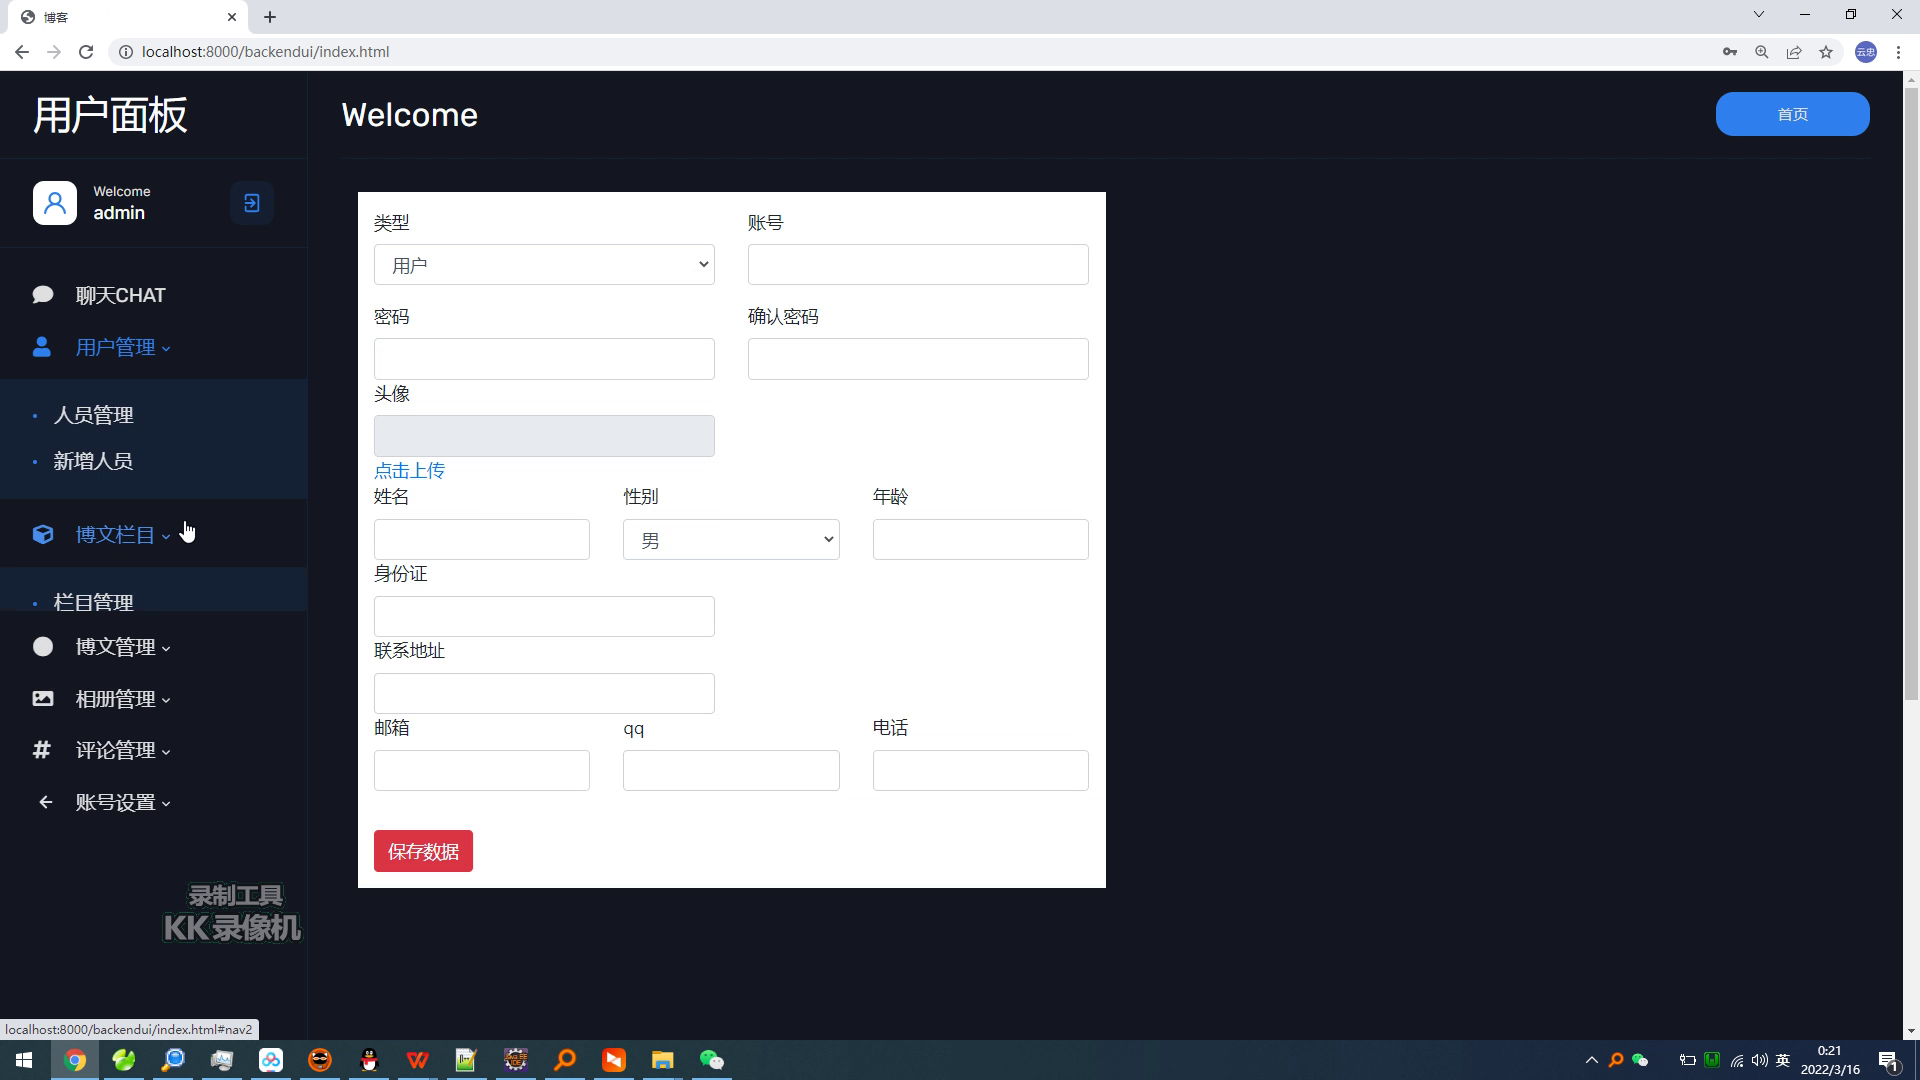 博客
localhost:8000/backendui/index.html
云忠
用户面板
Welcome
首页
Welcome
admin
聊天CHAT
用户管理
人员管理
新增人员
博文栏目
栏目管理
博文管理
相册管理
评论管理
账号设置
类型
账号
用户
密码
确认密码
头像
点击上传
姓名
性别
年龄
男
身份证
联系地址
邮箱
qq
电话
保存数据
录制工具
KK录像机
localhost:8000/backendui/index.html#nav2
英
0:21
2022/3/16
1